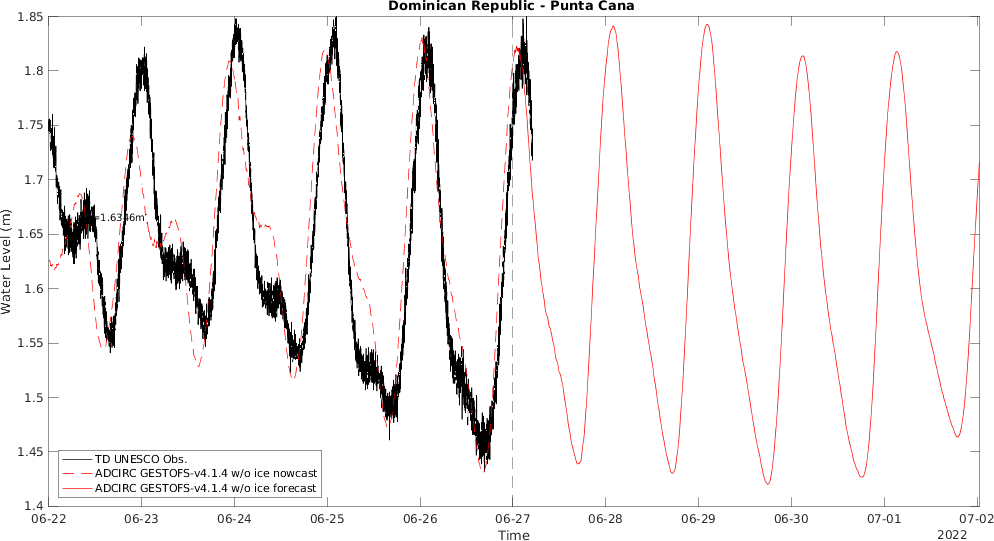 Dominican Republic - Punta Cana
1.85
1.8
1.75
1.7
1.65
1.6
1.55
1.5
1.45
1.4
Water Level (m)
=1.6346m
TD UNESCO Obs.
ADCIRC GESTOFS-v4.1.4 w/o ice nowcast
ADCIRC GESTOFS-v4.1.4 w/o ice forecast
06-22 06-23 06-24 06-25 06-26 06-27 06-28 06-29 06-30 07-01 07-02
Time
2022